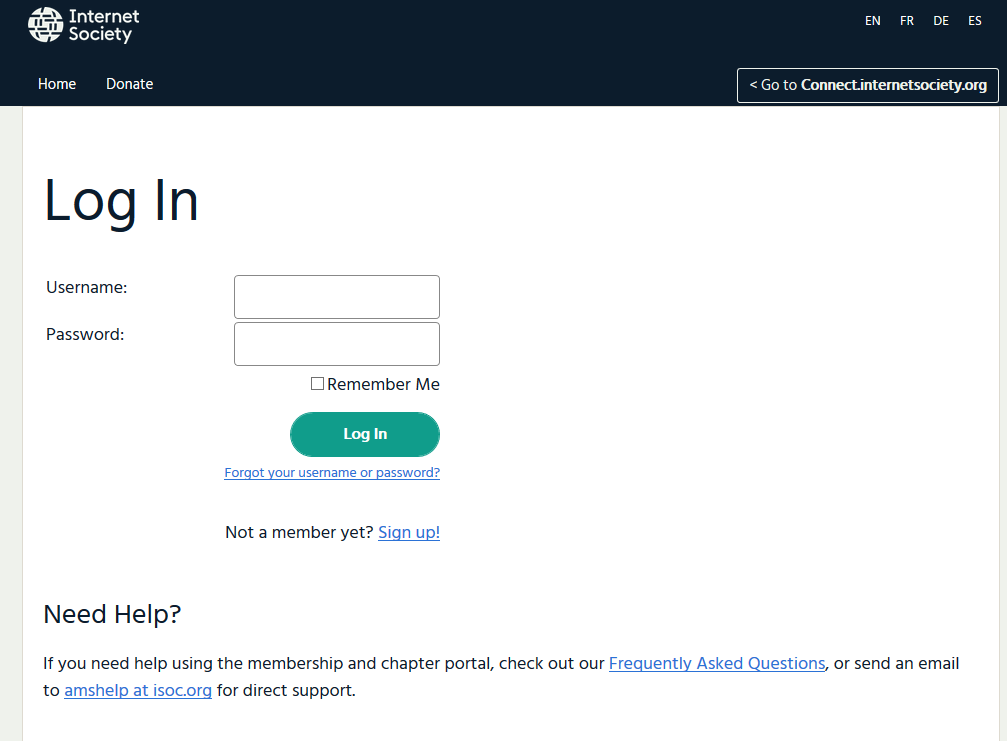 Internet
Society
EN FR DE ES
Home Donate
< Go to Connect.internetsociety.org
Log In
Username:
Password:
Remember Me
Log In
Forgot your username or password?
Not a member yet? Sign up!
Need Help?
If you need help using the membership and chapter portal, check out our Frequently Asked Questions, or send an email
to amshelp at isoc.org for direct support.